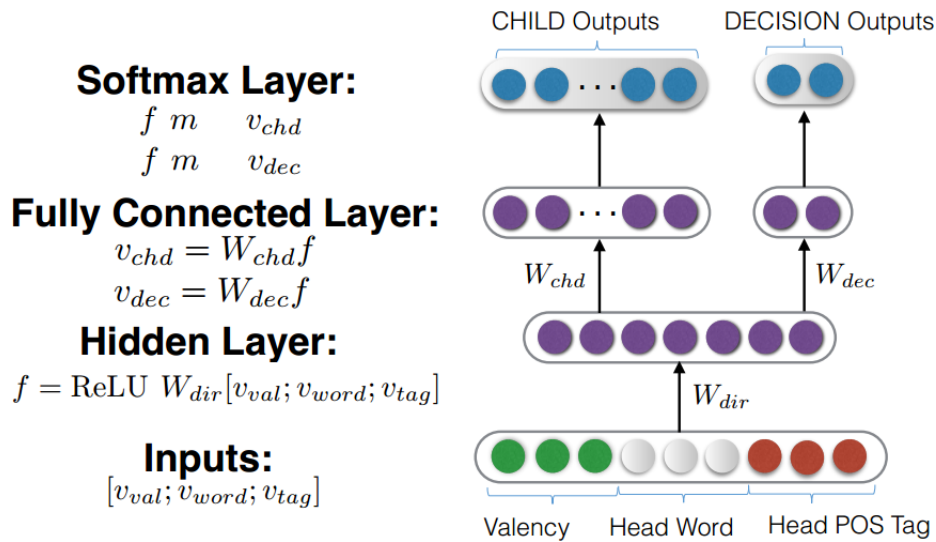 Softmax Layer:
f m v_chd
f m v_dec
Fully Connected Layer:
v_chd = W_chd f
v_dec = W_dec f
Hidden Layer:
f = ReLU W_dir[v_val; v_word; v_tag]
Inputs:
[v_val; v_word; v_tag]
CHILD Outputs
DECISION Outputs
...
...
W_chd
W_dec
W_dir
Valency
Head Word
Head POS Tag